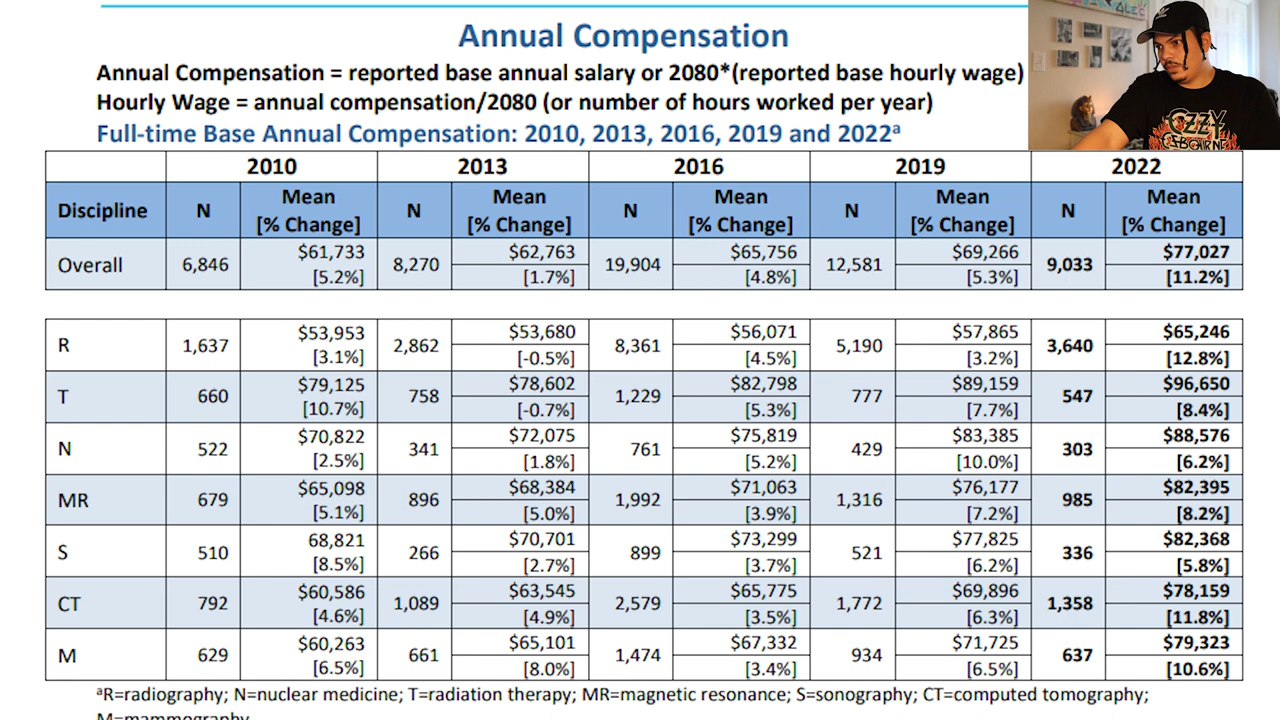 Annual Compensation
Annual Compensation = reported base annual salary or 2080*(reported base hourly wage)
Hourly Wage = annual compensation/2080 (or number of hours worked per year)
Full-time Base Annual Compensation: 2010, 2013, 2016, 2019 and 2022ᵃ
2010 2013 2016 2019 2022
Discipline N Mean [% Change] N Mean [% Change] N Mean [% Change] N Mean [% Change] N Mean [% Change]
Overall 6,846 $61,733 [5.2%] 8,270 $62,763 [1.7%] 19,904 $65,756 [4.8%] 12,581 $69,266 [5.3%] 9,033 $77,027 [11.2%]
R 1,637 $53,953 [3.1%] 2,862 $53,680 [-0.5%] 8,361 $56,071 [4.5%] 5,190 $57,865 [3.2%] 3,640 $65,246 [12.8%]
T 660 $79,125 [10.7%] 758 $78,602 [-0.7%] 1,229 $82,798 [5.3%] 777 $89,159 [7.7%] 547 $96,650 [8.4%]
N 522 $70,822 [2.5%] 341 $72,075 [1.8%] 761 $75,819 [5.2%] 429 $83,385 [10.0%] 303 $88,576 [6.2%]
MR 679 $65,098 [5.1%] 896 $68,384 [5.0%] 1,992 $71,063 [3.9%] 1,316 $76,177 [7.2%] 985 $82,395 [8.2%]
S 510 68,821 [8.5%] 266 $70,701 [2.7%] 899 $73,299 [3.7%] 521 $77,825 [6.2%] 336 $82,368 [5.8%]
CT 792 $60,586 [4.6%] 1,089 $63,545 [4.9%] 2,579 $65,775 [3.5%] 1,772 $69,896 [6.3%] 1,358 $78,159 [11.8%]
M 629 $60,263 [6.5%] 661 $65,101 [8.0%] 1,474 $67,332 [3.4%] 934 $71,725 [6.5%] 637 $79,323 [10.6%]
ᵃR=radiography; N=nuclear medicine; T=radiation therapy; MR=magnetic resonance; S=sonography; CT=computed tomography;
M=mammography
ALEC
OZZY
OSBOURNE